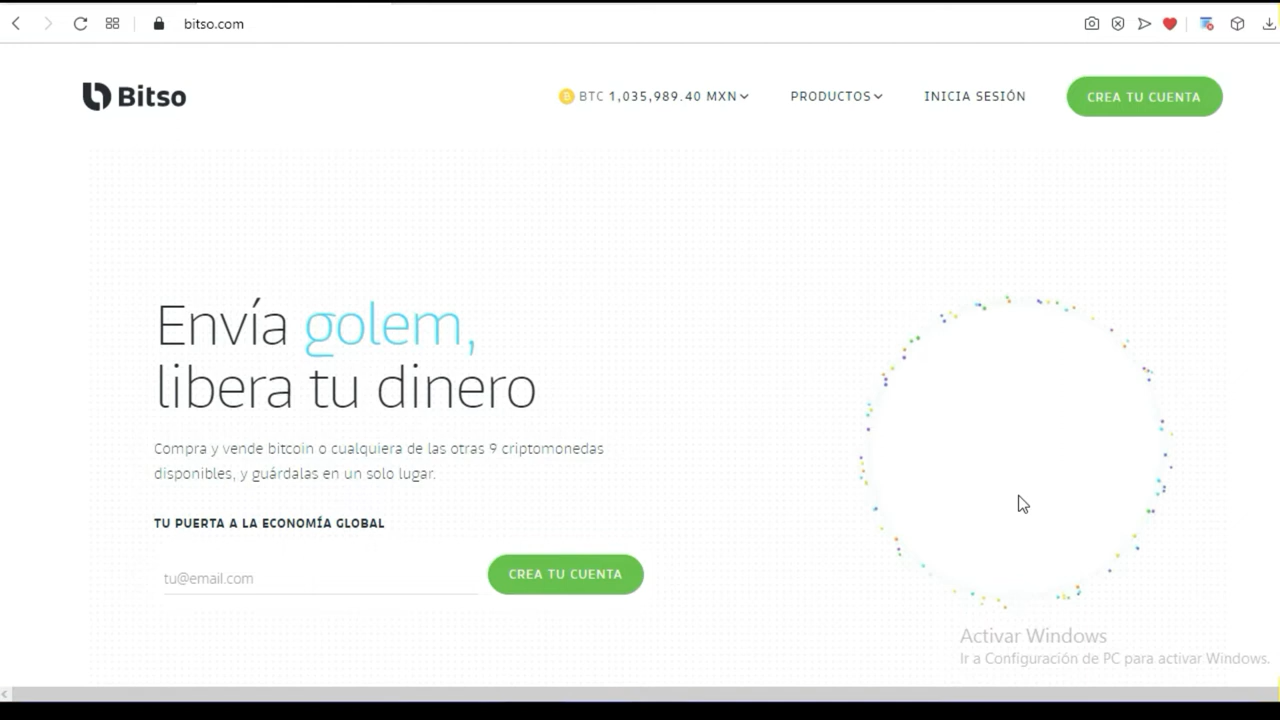 bitso.com
Bitso
BTC 1,035,989.40 MXN
PRODUCTOS
INICIA SESIÓN
CREA TU CUENTA
Envía golem,
libera tu dinero
Compra y vende bitcoin o cualquiera de las otras 9 criptomonedas
disponibles, y guárdalas en un solo lugar.
TU PUERTA A LA ECONOMÍA GLOBAL
tu@email.com
CREA TU CUENTA
Activar Windows
Ir a Configuración de PC para activar Windows.